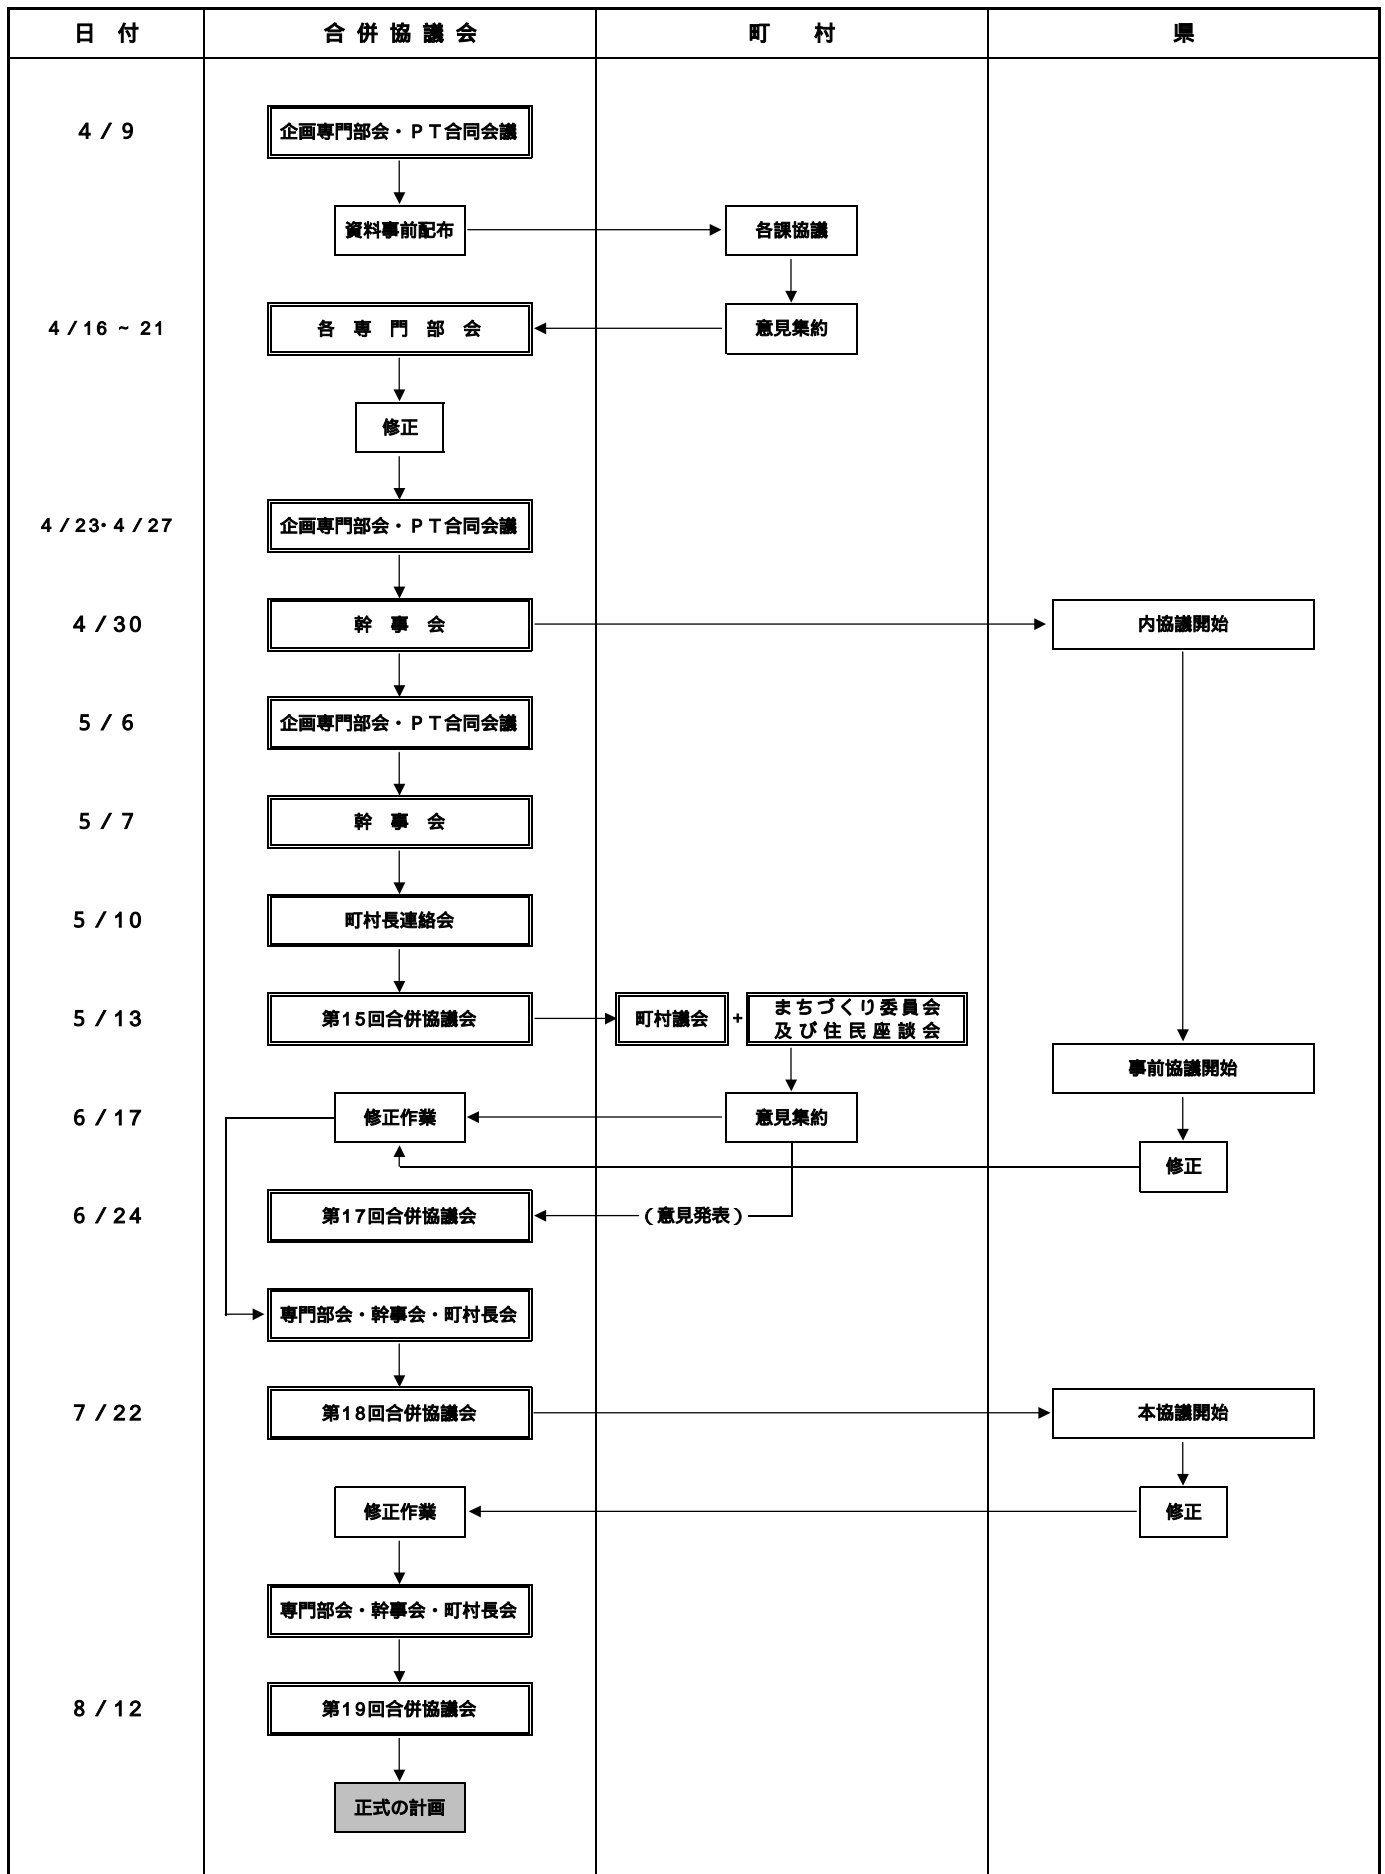 日 付 合併協議会 町 村 県
4/9 企画専門部会・PT合同会議
資料事前配布 各課協議
4/16~21 各専門部会 意見集約
修正
4/23・4/27 企画専門部会・PT合同会議
4/30 幹事会 内協議開始
5/6 企画専門部会・PT合同会議
5/7 幹事会
5/10 町村長連絡会
5/13 第15回合併協議会 町村議会 + まちづくり委員会
及び住民座談会
事前協議開始
6/17 修正作業 意見集約
修正
6/24 第17回合併協議会 (意見発表)
専門部会・幹事会・町村長会
7/22 第18回合併協議会 本協議開始
修正作業 修正
専門部会・幹事会・町村長会
8/12 第19回合併協議会
正式の計画